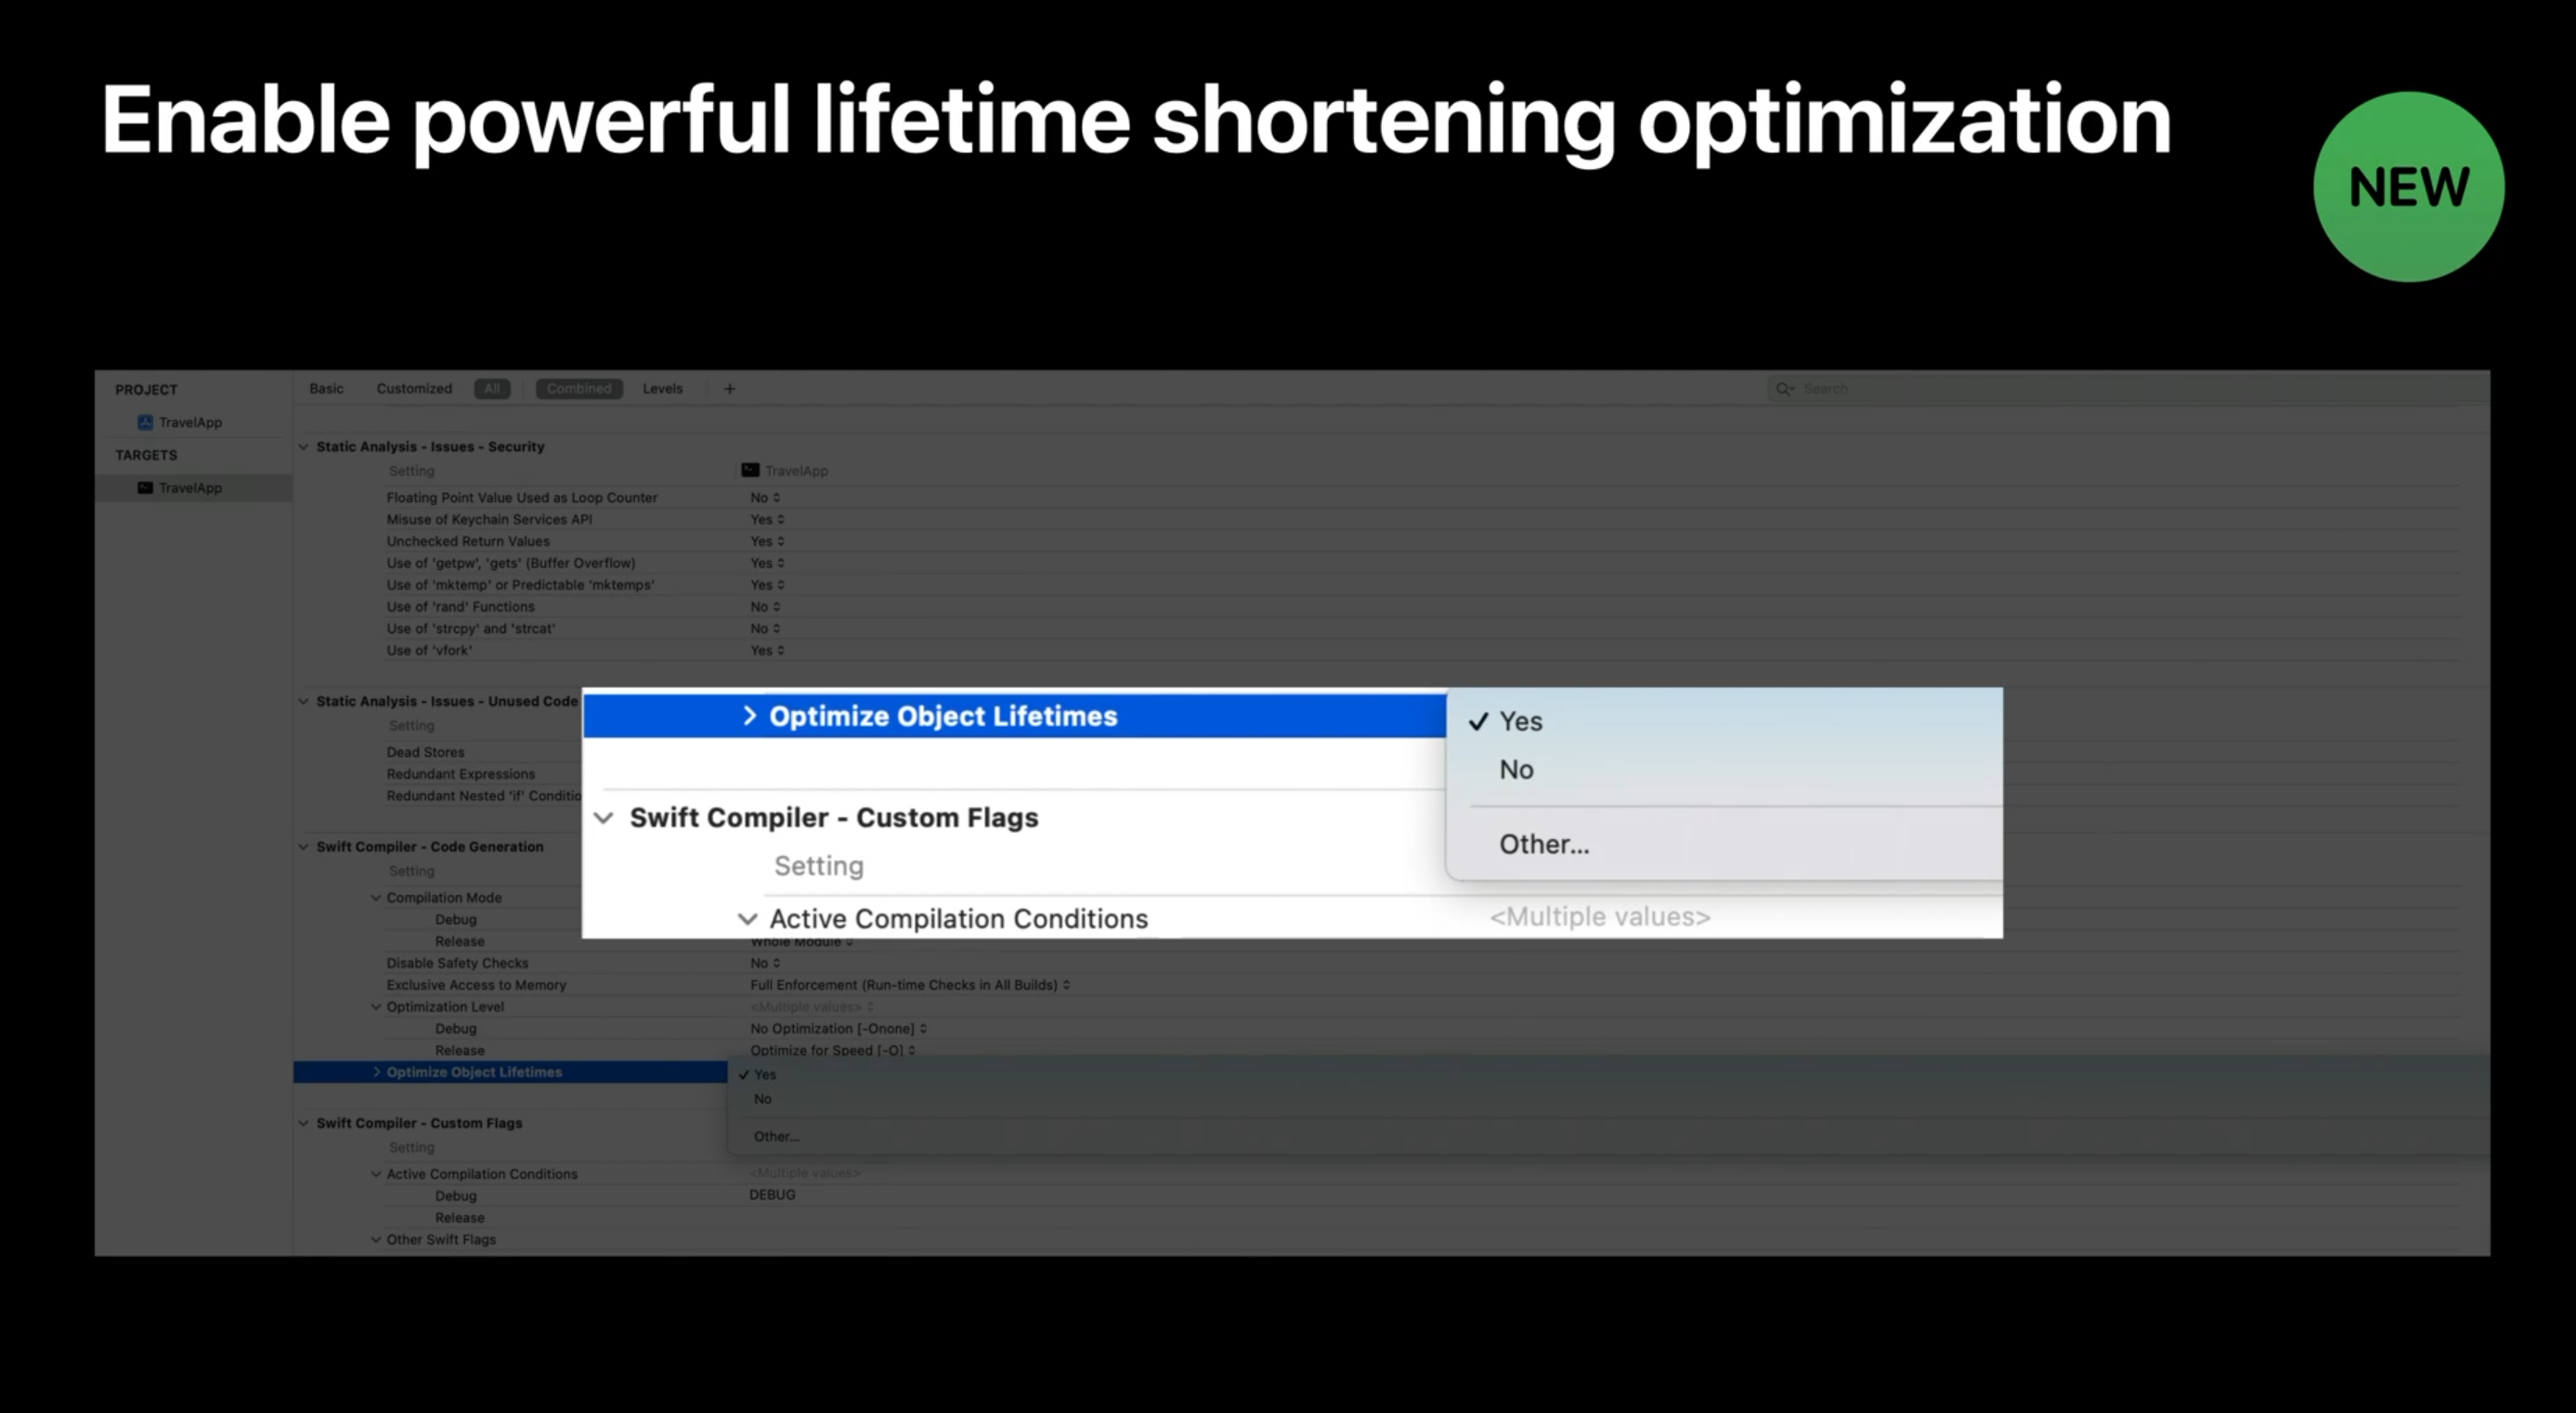 Enable powerful lifetime shortening optimization
NEW
PROJECT
TravelApp
TARGETS
TravelApp
Basic Customized All Combined Levels + Search
Static Analysis - Issues - Security
Setting TravelApp
Floating Point Value Used as Loop Counter No
Misuse of Keychain Services API Yes
Unchecked Return Values Yes
Use of 'getpw', 'gets' (Buffer Overflow) Yes
Use of 'mktemp' or Predictable 'mktemps' Yes
Use of 'rand' Functions No
Use of 'strcpy' and 'strcat' No
Use of 'vfork' Yes
Static Analysis - Issues - Unused Code
Setting
Dead Stores
Redundant Expressions
Redundant Nested 'if' Conditio
Optimize Object Lifetimes
Yes
No
Other...
Swift Compiler - Custom Flags
Setting
Active Compilation Conditions <Multiple values>
Swift Compiler - Code Generation
Setting
Compilation Mode
Debug
Release Whole Module
Disable Safety Checks No
Exclusive Access to Memory Full Enforcement (Run-time Checks in All Builds)
Optimization Level <Multiple values>
Debug No Optimization [-Onone]
Release Optimize for Speed [-O]
Optimize Object Lifetimes Yes
No
Other...
Swift Compiler - Custom Flags
Setting
Active Compilation Conditions <Multiple values>
Debug DEBUG
Release
Other Swift Flags